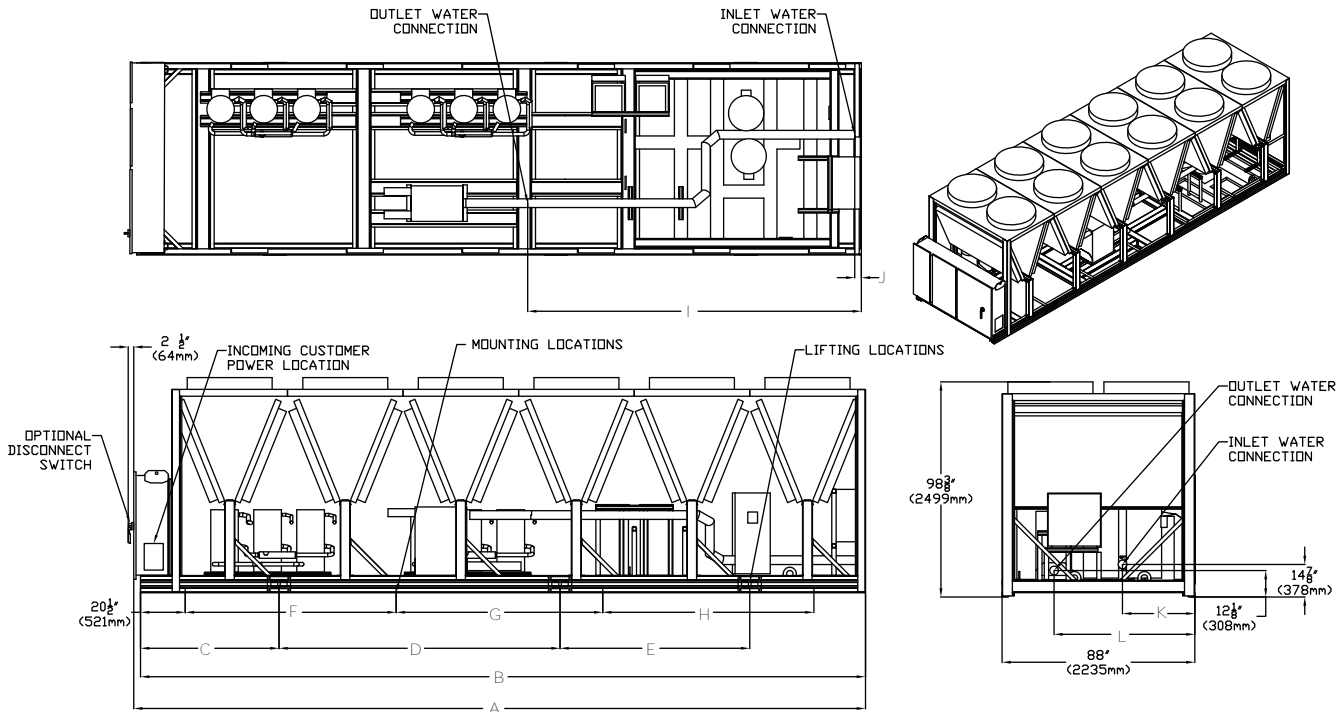 OUTLET WATER
CONNECTION
INLET WATER
CONNECTION
J
I
2 1/2"
(64mm)
INCOMING CUSTOMER
POWER LOCATION
MOUNTING LOCATIONS
LIFTING LOCATIONS
OPTIONAL
DISCONNECT
SWITCH
20 1/2"
(521mm)
F
G
H
C
D
E
B
A
98 3/8"
(2499mm)
OUTLET WATER
CONNECTION
INLET WATER
CONNECTION
14 7/8"
(378mm)
12 1/8"
(308mm)
K
L
88"
(2235mm)